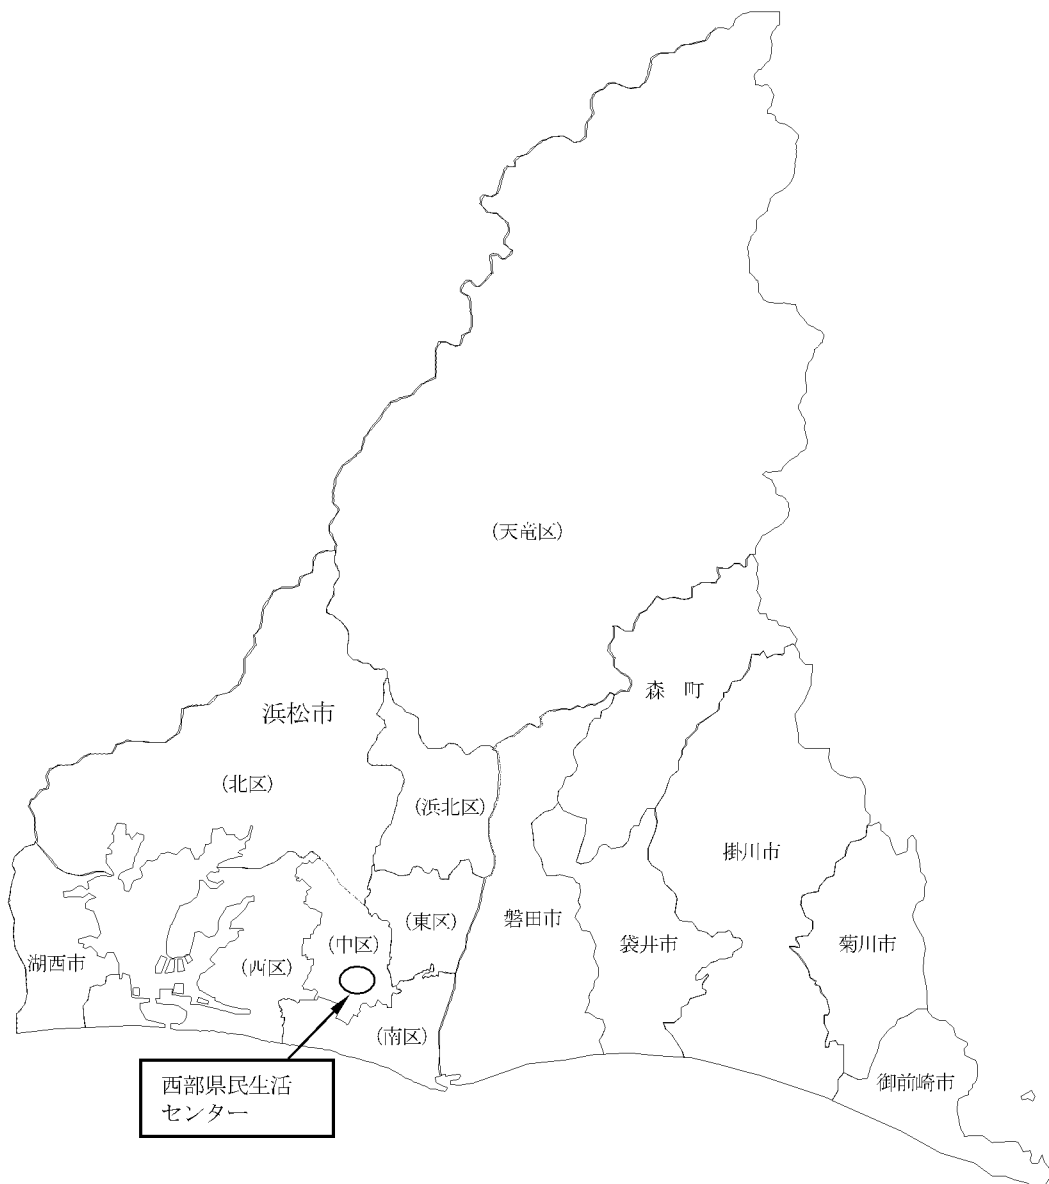 (天竜区)
森 町
浜松市
(北区)
(浜北区)
掛川市
磐田市
(東区)
(中区)
袋井市
菊川市
湖西市
(西区)
(南区)
西部県民生活
センター
御前崎市